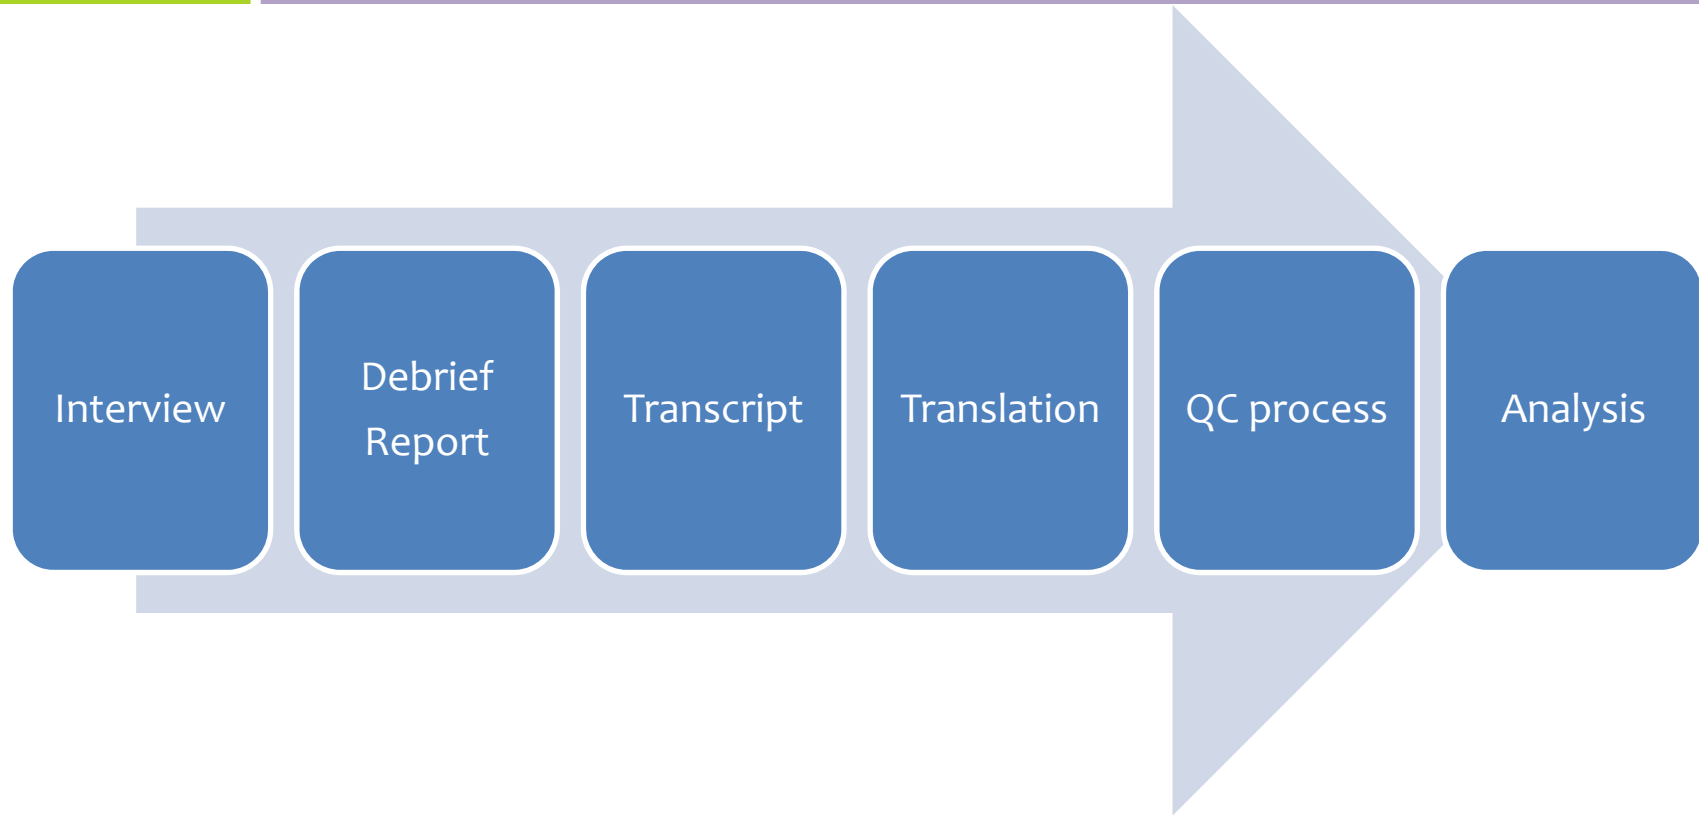 Interview
Debrief
Report
Transcript
Translation
QC process
Analysis